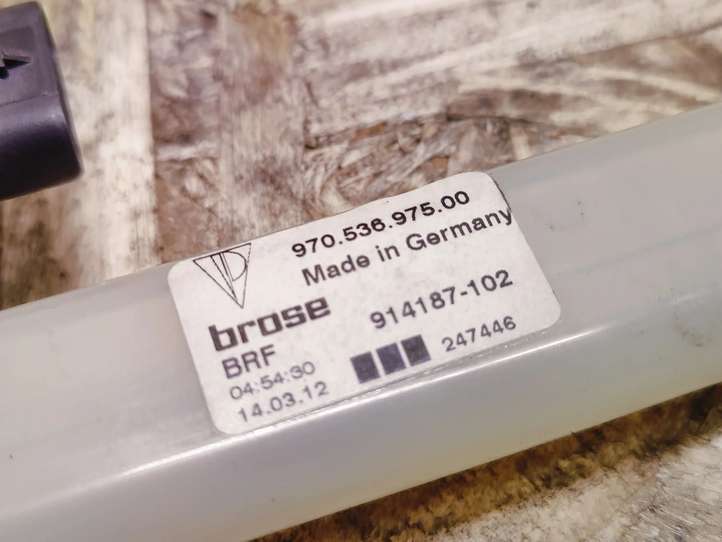 970.536.975.00
Made in Germany
brose
914187-102
BRF
247446
04:54:30
14.03.12